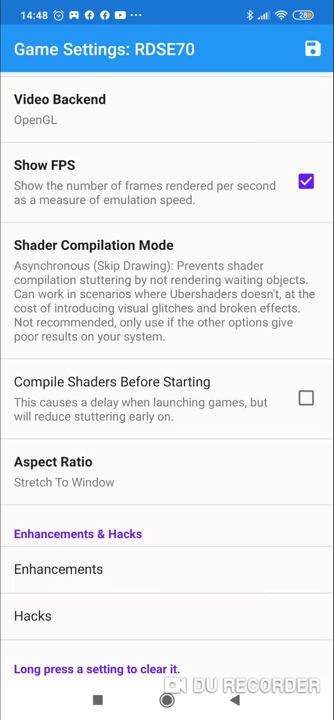 14:48
28
Game Settings: RDSE70
Video Backend
OpenGL
Show FPS
Show the number of frames rendered per second
as a measure of emulation speed.
Shader Compilation Mode
Asynchronous (Skip Drawing): Prevents shader
compilation stuttering by not rendering waiting objects.
Can work in scenarios where Ubershaders doesn't, at the
cost of introducing visual glitches and broken effects.
Not recommended, only use if the other options give
poor results on your system.
Compile Shaders Before Starting
This causes a delay when launching games, but
will reduce stuttering early on.
Aspect Ratio
Stretch To Window
Enhancements & Hacks
Enhancements
Hacks
Long press a setting to clear it.
DU RECORDER